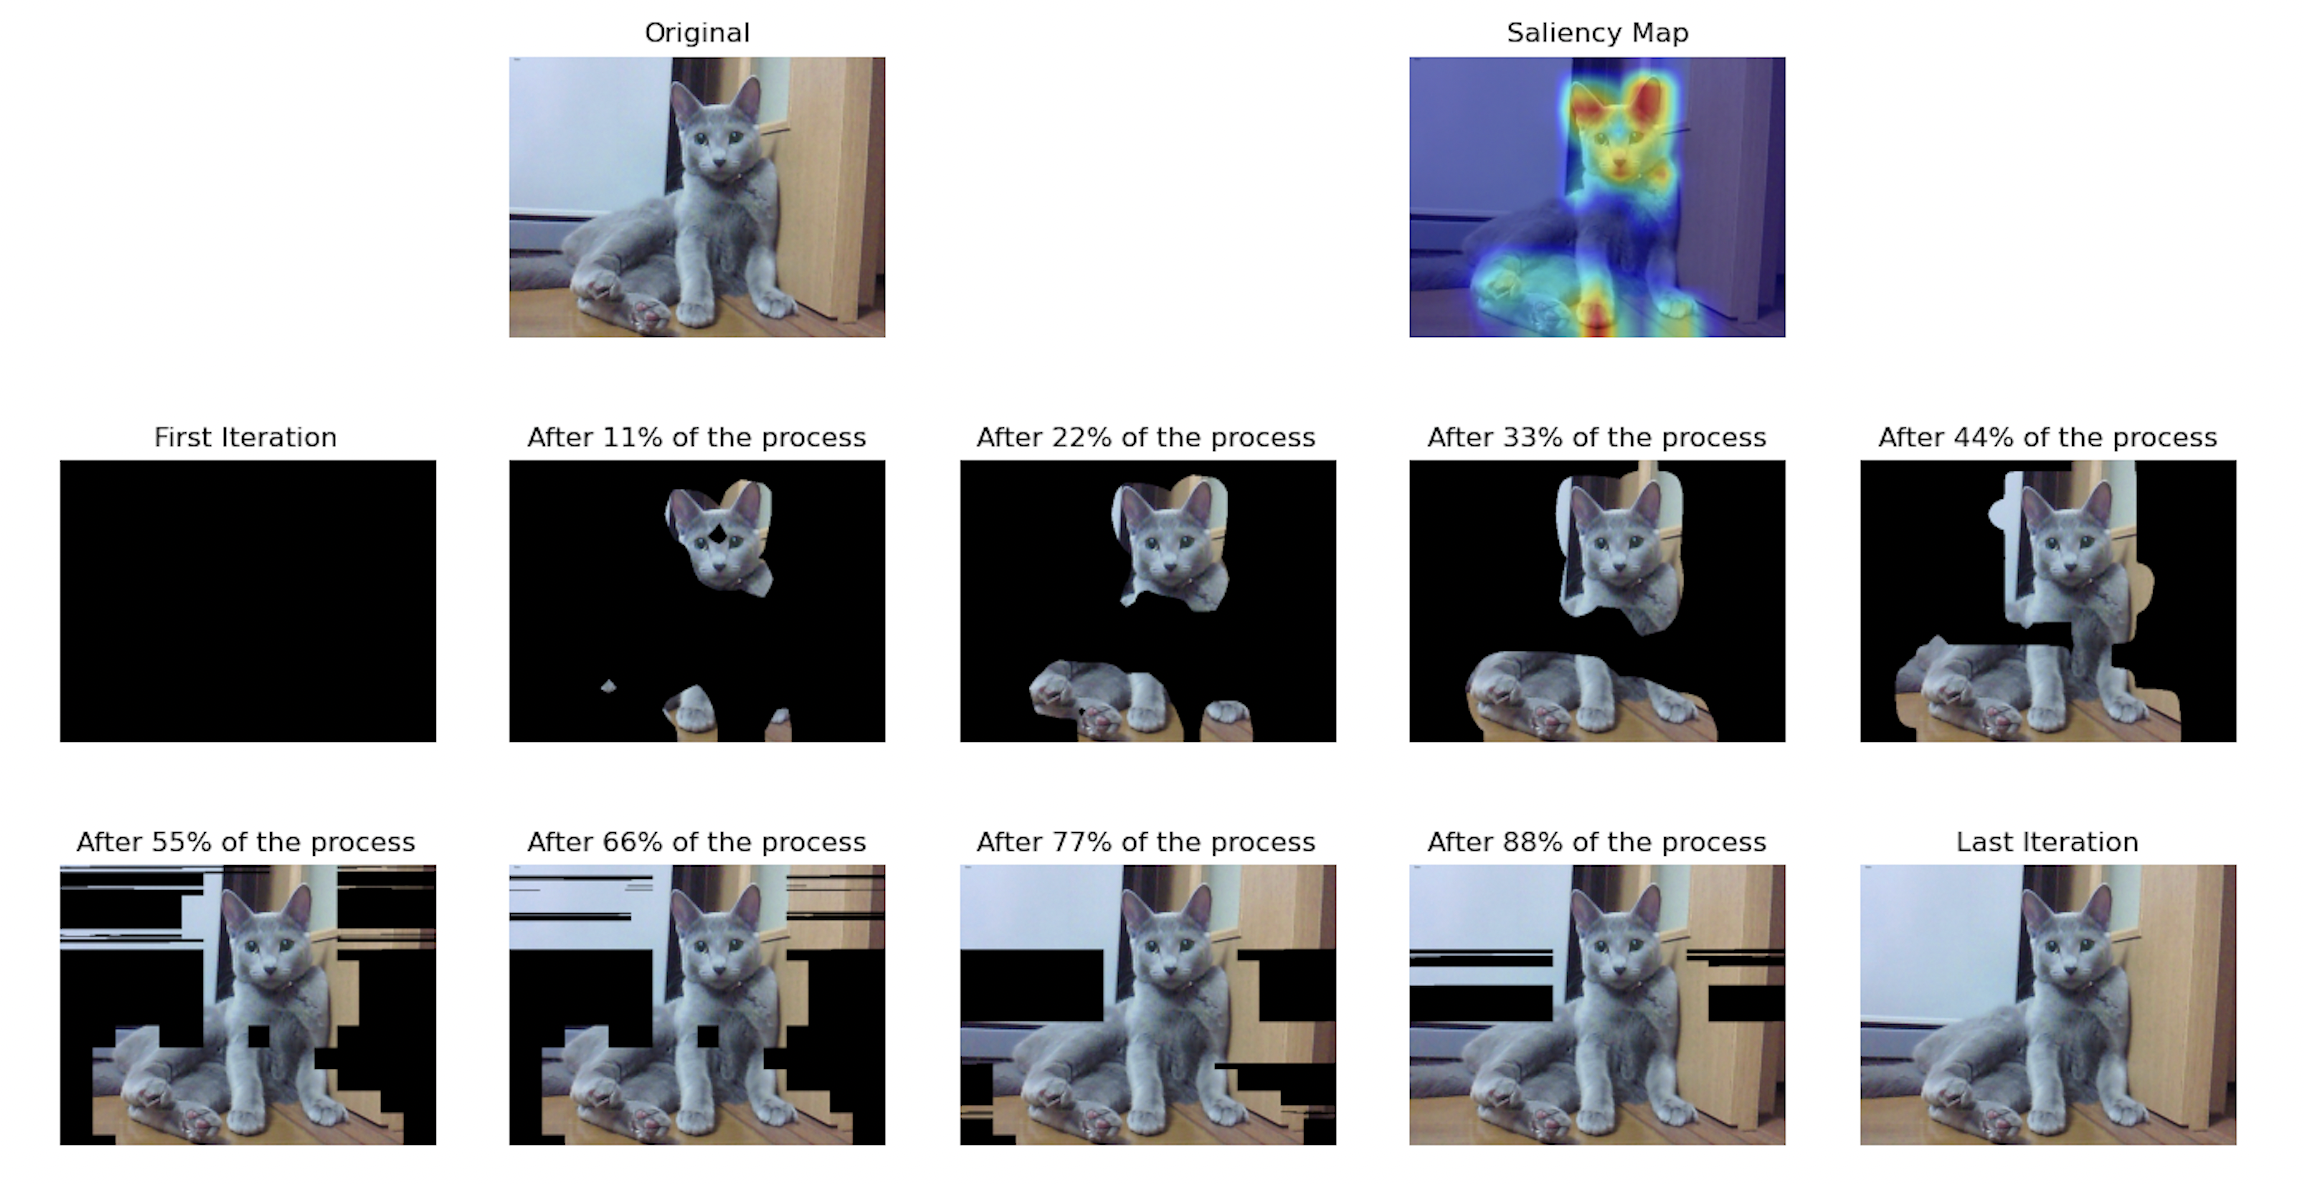 Original
Saliency Map
First Iteration
After 11% of the process
After 22% of the process
After 33% of the process
After 44% of the process
After 55% of the process
After 66% of the process
After 77% of the process
After 88% of the process
Last Iteration